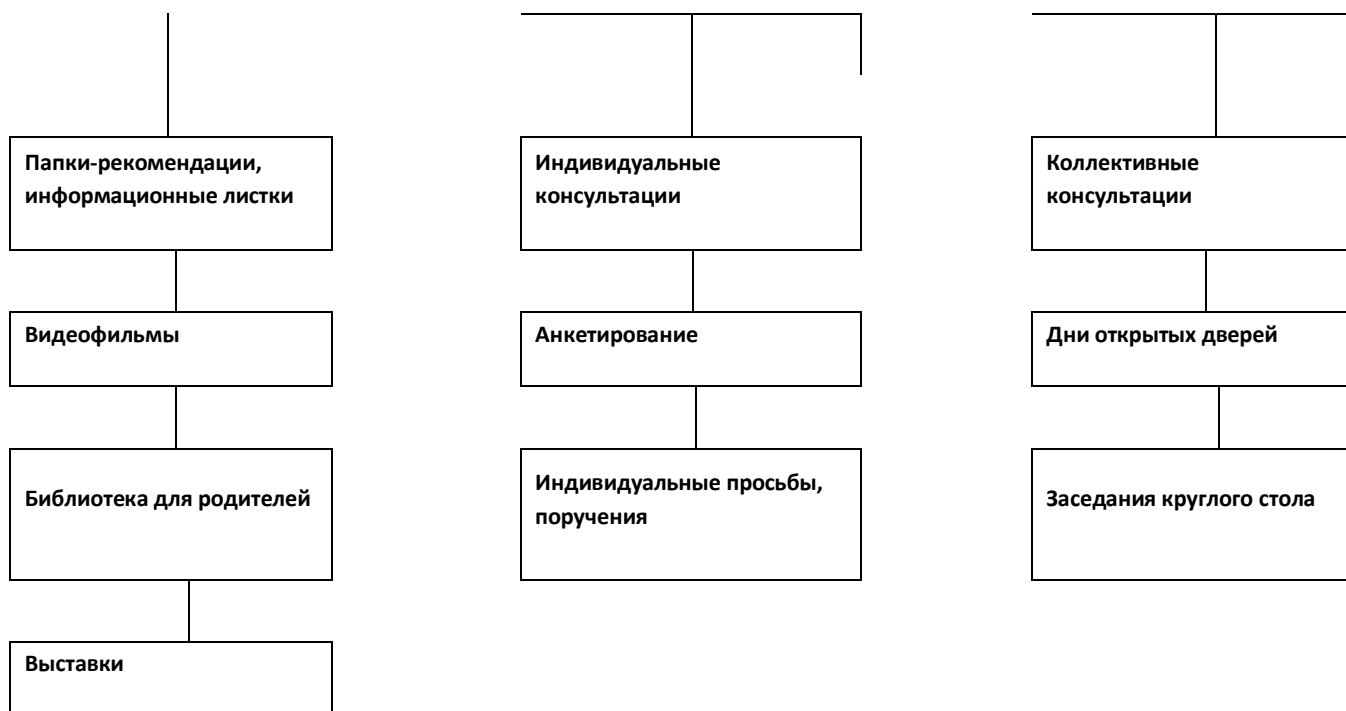 Папки-рекомендации,
информационные листки
Индивидуальные
консультации
Коллективные
консультации
Видеофильмы
Анкетирование
Дни открытых дверей
Библиотека для родителей
Индивидуальные просьбы,
поручения
Заседания круглого стола
Выставки